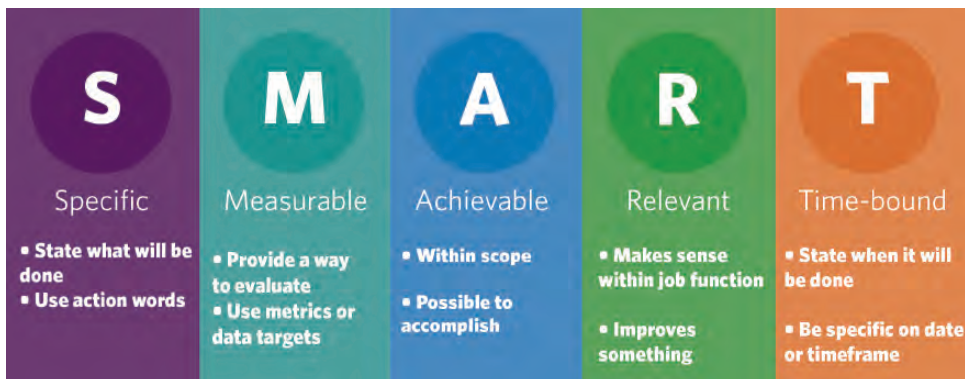 S
Specific
• State what will be
done
• Use action words
M
Measurable
• Provide a way
to evaluate
• Use metrics or
data targets
A
Achievable
• Within scope
• Possible to
accomplish
R
Relevant
• Makes sense
within job function
• Improves
something
T
Time-bound
• State when it will
be done
• Be specific on date
or timeframe